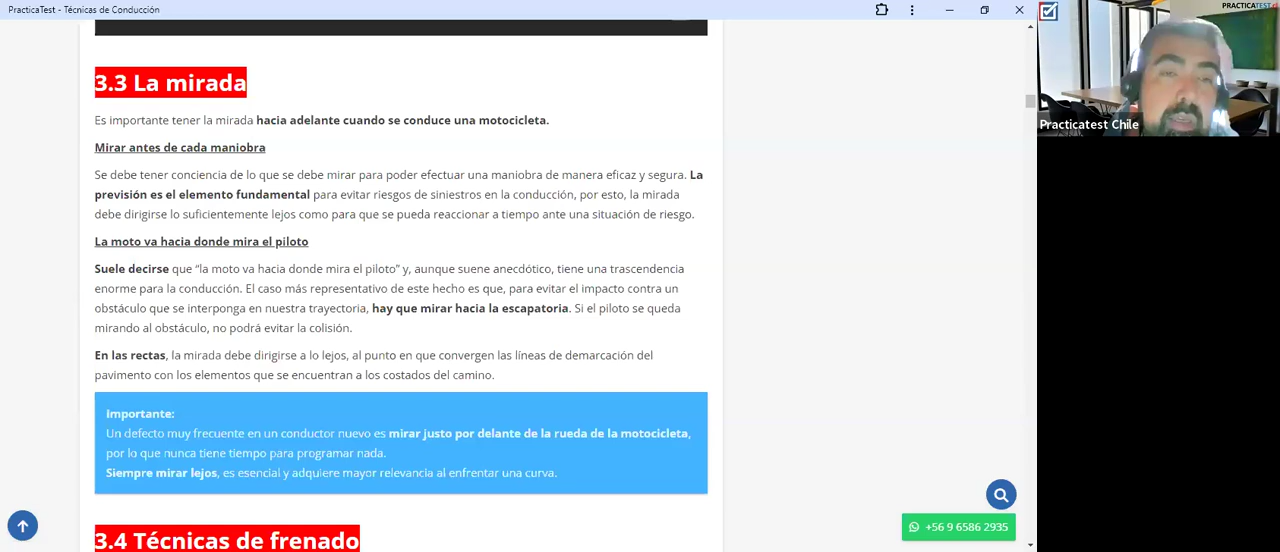 PracticaTest - Técnicas de Conducción
3.3 La mirada
Es importante tener la mirada hacia adelante cuando se conduce una motocicleta.
Mirar antes de cada maniobra
Se debe tener conciencia de lo que se debe mirar para poder efectuar una maniobra de manera eficaz y segura. La
previsión es el elemento fundamental para evitar riesgos de siniestros en la conducción, por esto, la mirada
debe dirigirse lo suficientemente lejos como para que se pueda reaccionar a tiempo ante una situación de riesgo.
La moto va hacia donde mira el piloto
Suele decirse que “la moto va hacia donde mira el piloto” y, aunque suene anecdótico, tiene una trascendencia
enorme para la conducción. El caso más representativo de este hecho es que, para evitar el impacto contra un
obstáculo que se interponga en nuestra trayectoria, hay que mirar hacia la escapatoria. Si el piloto se queda
mirando al obstáculo, no podrá evitar la colisión.
En las rectas, la mirada debe dirigirse a lo lejos, al punto en que convergen las líneas de demarcación del
pavimento con los elementos que se encuentran a los costados del camino.
Importante:
Un defecto muy frecuente en un conductor nuevo es mirar justo por delante de la rueda de la motocicleta,
por lo que nunca tiene tiempo para programar nada.
Siempre mirar lejos, es esencial y adquiere mayor relevancia al enfrentar una curva.
3.4 Técnicas de frenado
+56 9 6586 2935
PRACTICATEST
Practicatest Chile